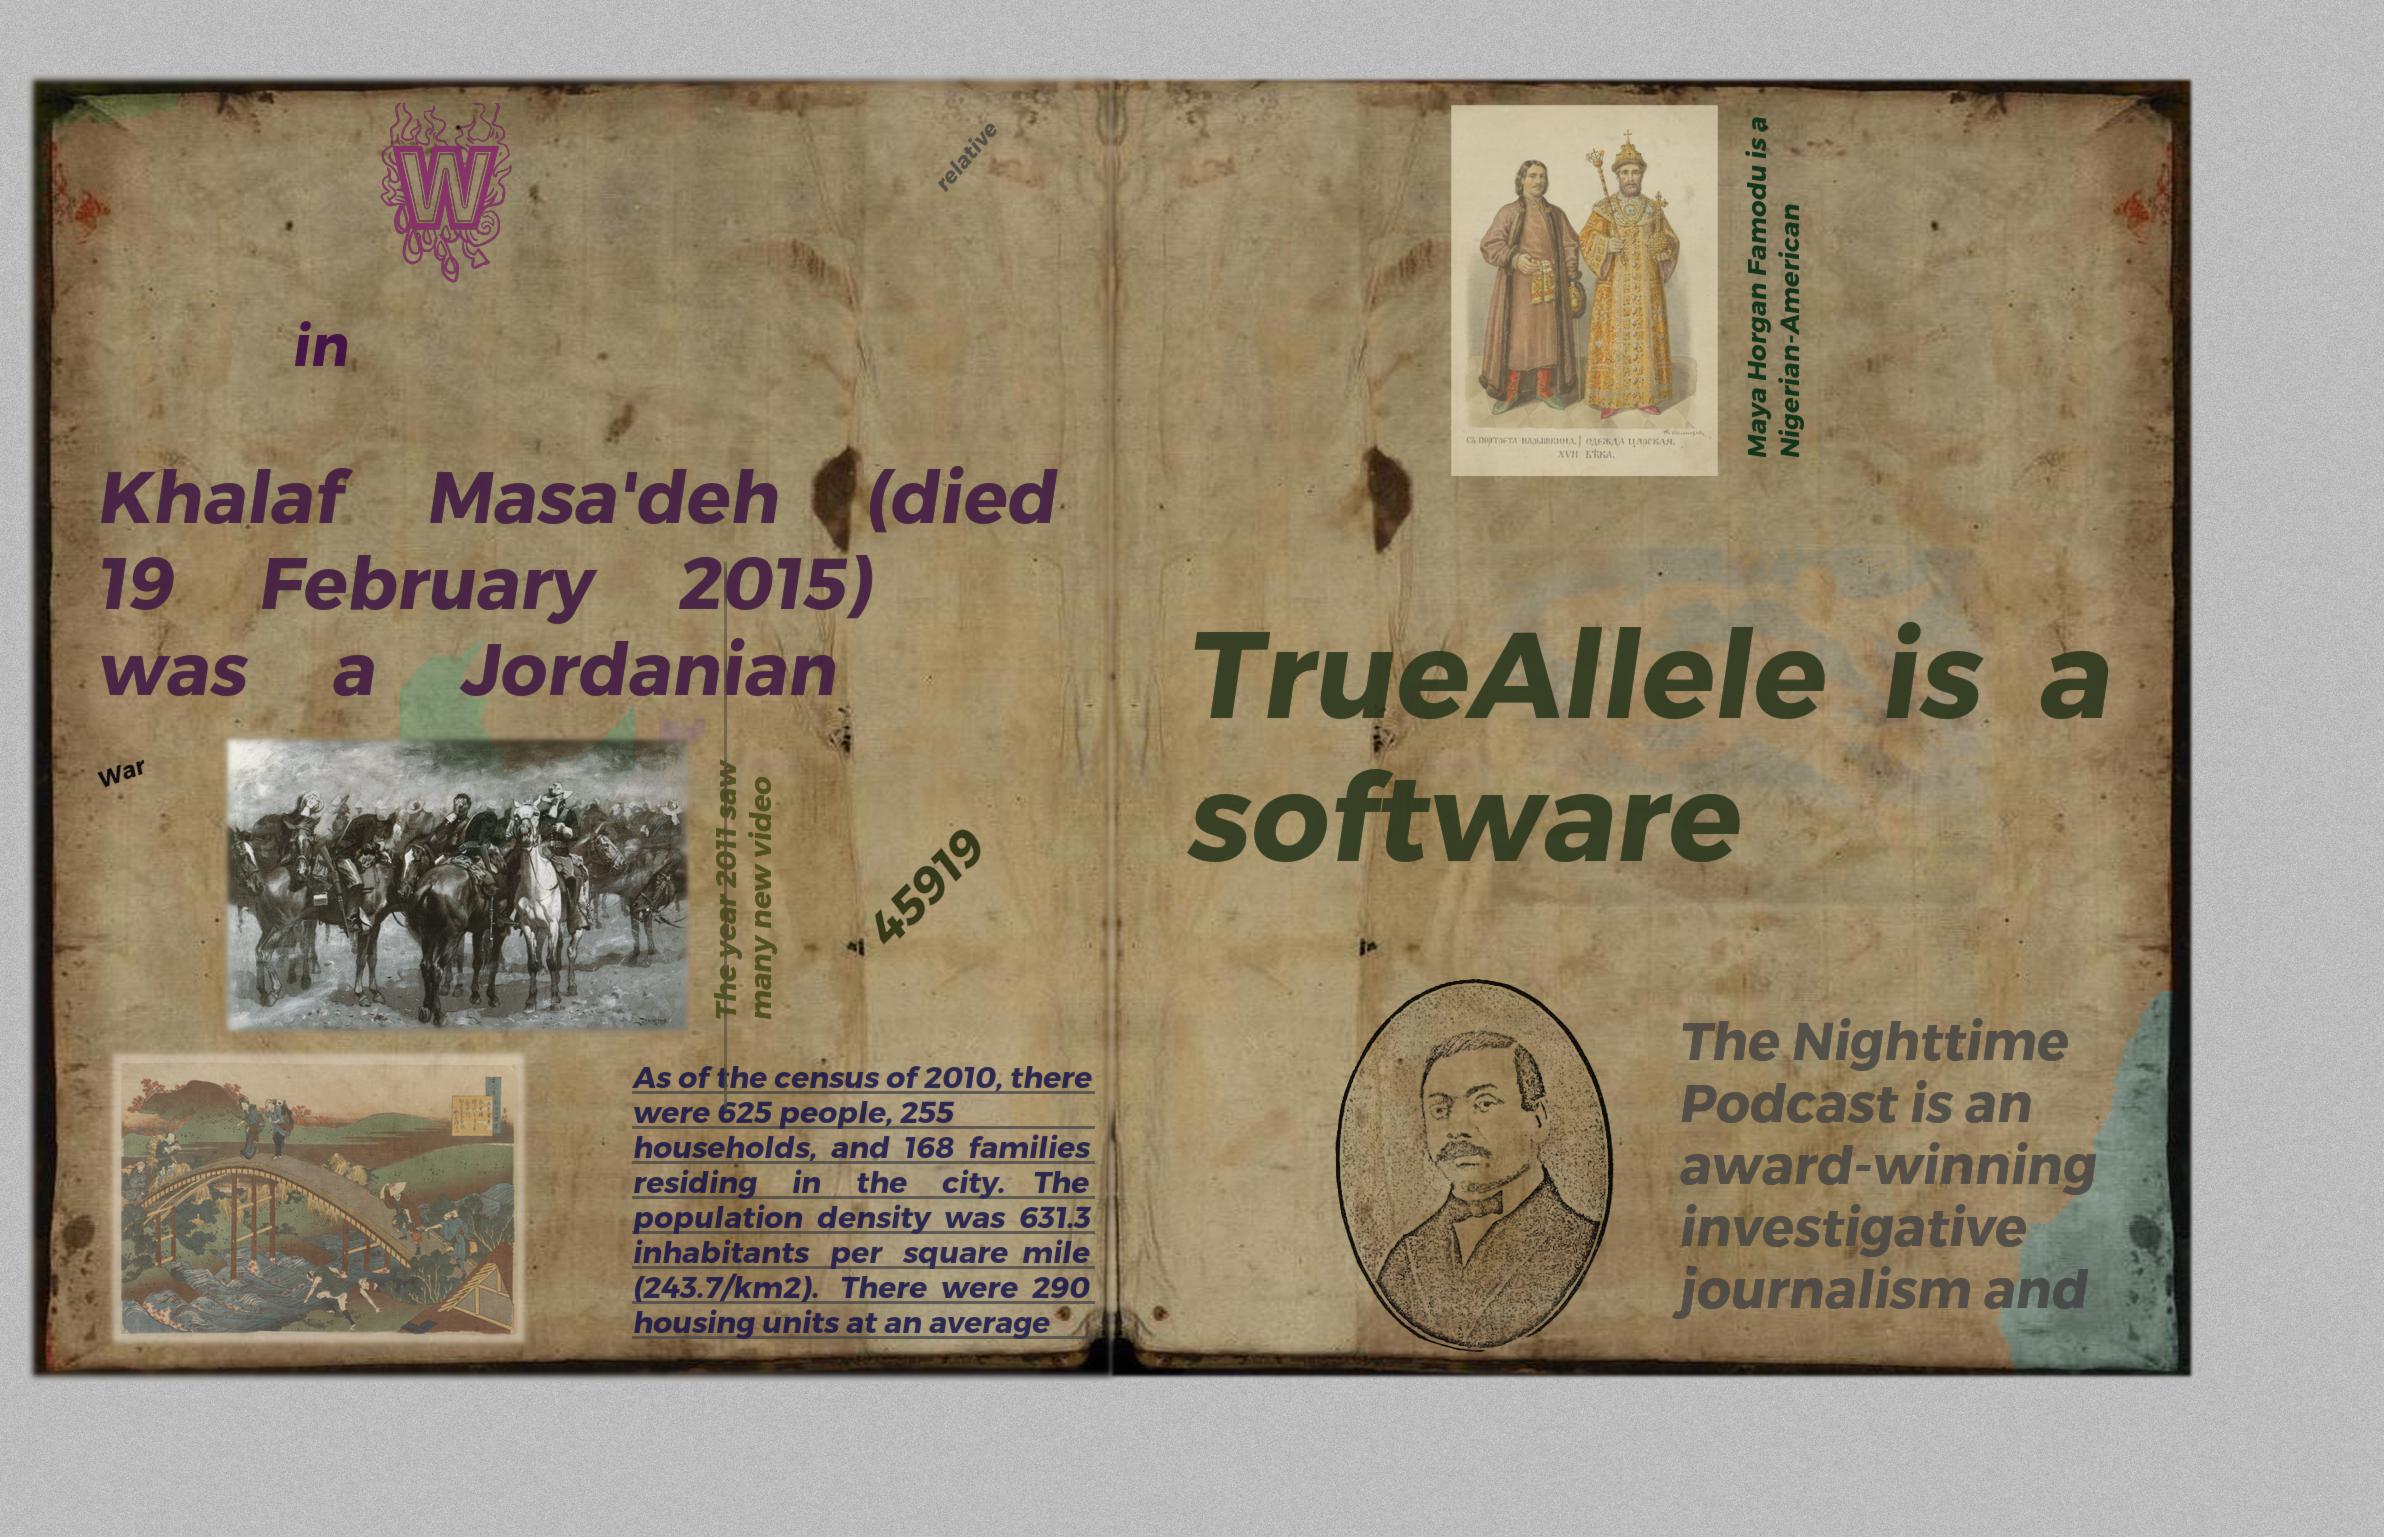 W
relative
in
Khalaf Masa'deh (died
19 February 2015)
was a Jordanian
War
The year 2011 saw
many new video
45919
As of the census of 2010, there
were 625 people, 255
households, and 168 families
residing in the city. The
population density was 631.3
inhabitants per square mile
(243.7/km2). There were 290
housing units at an average
Maya Horgan Famodu is a
Nigerian-American
ОДЕЖДА ЦАРСКАЯ.
XVII ВѢКА.
TrueAllele is a
software
The Nighttime
Podcast is an
award-winning
investigative
journalism and